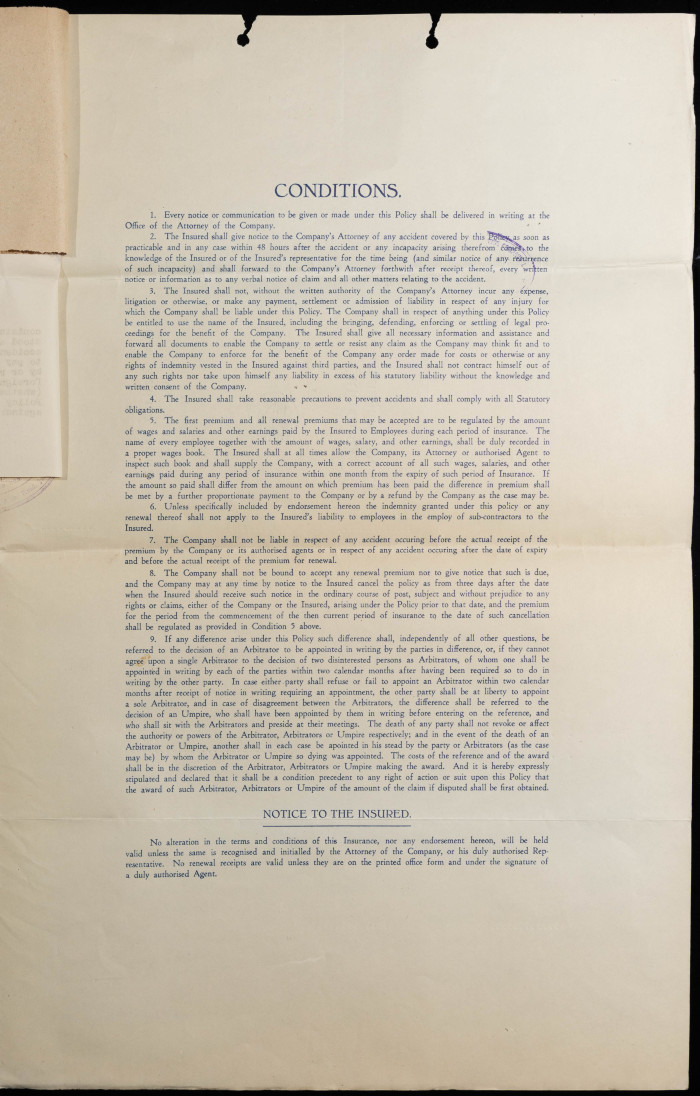 CONDITIONS.
1. Every notice or communication to be given or made under this Policy shall be delivered in writing at the
Office of the Attorney of the Company.
2. The Insured shall give notice to the Company's Attorney of any accident covered by this Policy as soon as
practicable and in any case within 48 hours after the accident or any incapacity arising therefrom comes to the
knowledge of the Insured or of the Insured's representative for the time being (and similar notice of any resurgence
of such incapacity) and shall forward to the Company's Attorney forthwith after receipt thereof, every written
notice or information as to any verbal notice of claim and all other matters relating to the accident.
3. The Insured shall not, without the written authority of the Company's Attorney incur any expense,
litigation or otherwise, or make any payment, settlement or admission of liability in respect of any injury for
which the Company shall be liable under this Policy. The Company shall in respect of anything under this Policy
be entitled to use the name of the Insured, including the bringing, defending, enforcing or settling of legal pro-
ceedings for the benefit of the Company. The Insured shall give all necessary information and assistance and
forward all documents to enable the Company to settle or resist any claim as the Company may think fit and to
enable the Company to enforce for the benefit of the Company any order made for costs or otherwise or any
rights of indemnity vested in the Insured against third parties, and the Insured shall not contract himself out of
any such rights nor take upon himself any liability in excess of his statutory liability without the knowledge and
written consent of the Company.
4. The Insured shall take reasonable precautions to prevent accidents and shall comply with all Statutory
obligations.
5. The first premium and all renewal premiums that may be accepted are to be regulated by the amount
of wages and salaries and other earnings paid by the Insured to Employees during each period of insurance. The
name of every employee together with the amount of wages, salary, and other earnings, shall be duly recorded in
a proper wages book. The Insured shall at all times allow the Company, its Attorney or authorised Agent to
inspect such book and shall supply the Company, with a correct account of all such wages, salaries, and other
earnings paid during any period of insurance within one month from the expiry of such period of Insurance. If
the amount so paid shall differ from the amount on which premium has been paid the difference in premium shall
be met by a further proportionate payment to the Company or by a refund by the Company as the case may be.
6. Unless specifically included by endorsement hereon the indemnity granted under this policy or any
renewal thereof shall not apply to the Insured's liability to employees in the employ of sub-contractors to the
Insured.
7. The Company shall not be liable in respect of any accident occuring before the actual receipt of the
premium by the Company or its authorised agents or in respect of any accident occuring after the date of expiry
and before the actual receipt of the premium for renewal.
8. The Company shall not be bound to accept any renewal premium nor to give notice that such is due,
and the Company may at any time by notice to the Insured cancel the policy as from three days after the date
when the Insured should receive such notice in the ordinary course of post, subject and without prejudice to any
rights or claims, either of the Company or the Insured, arising under the Policy prior to that date, and the premium
for the period from the commencement of the then current period of insurance to the date of such cancellation
shall be regulated as provided in Condition 5 above.
9. If any difference arise under this Policy such difference shall, independently of all other questions, be
referred to the decision of an Arbitrator to be appointed in writing by the parties in difference, or, if they cannot
agree upon a single Arbitrator to the decision of two disinterested persons as Arbitrators, of whom one shall be
appointed in writing by each of the parties within two calendar months after having been required so to do in
writing by the other party. In case either party shall refuse or fail to appoint an Arbitrator within two calendar
months after receipt of notice in writing requiring an appointment, the other party shall be at liberty to appoint
a sole Arbitrator, and in case of disagreement between the Arbitrators, the difference shall be referred to the
decision of an Umpire, who shall have been appointed by them in writing before entering on the reference, and
who shall sit with the Arbitrators and preside at their meetings. The death of any party shall not revoke or affect
the authority or powers of the Arbitrator, Arbitrators or Umpire respectively; and in the event of the death of an
Arbitrator or Umpire, another shall in each case be apointed in his stead by the party or Arbitrators (as the case
may be) by whom the Arbitrator or Umpire so dying was appointed. The costs of the reference and of the award
shall be in the discretion of the Arbitrator, Arbitrators or Umpire making the award. And it is hereby expressly
stipulated and declared that it shall be a condition precedent to any right of action or suit upon this Policy that
the award of such Arbitrator, Arbitrators or Umpire of the amount of the claim if disputed shall be first obtained.
NOTICE TO THE INSURED.
No alteration in the terms and conditions of this Insurance, nor any endorsement hereon, will be held
valid unless the same is recognised and initialled by the Attorney of the Company, or his duly authorised Rep-
resentative. No renewal receipts are valid unless they are on the printed office form and under the signature of
a duly authorised Agent.